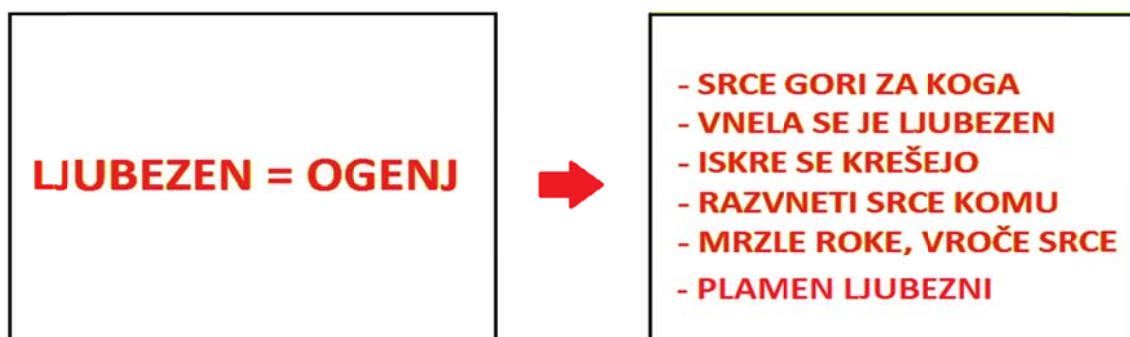 LJUBEZEN = OGENJ
- SRCE GORI ZA KOGA
- VNELA SE JE LJUBEZEN
- ISKRE SE KREŠEJO
- RAZVNETI SRCE KOMU
- MRZLE ROKE, VROČE SRCE
- PLAMEN LJUBEZNI